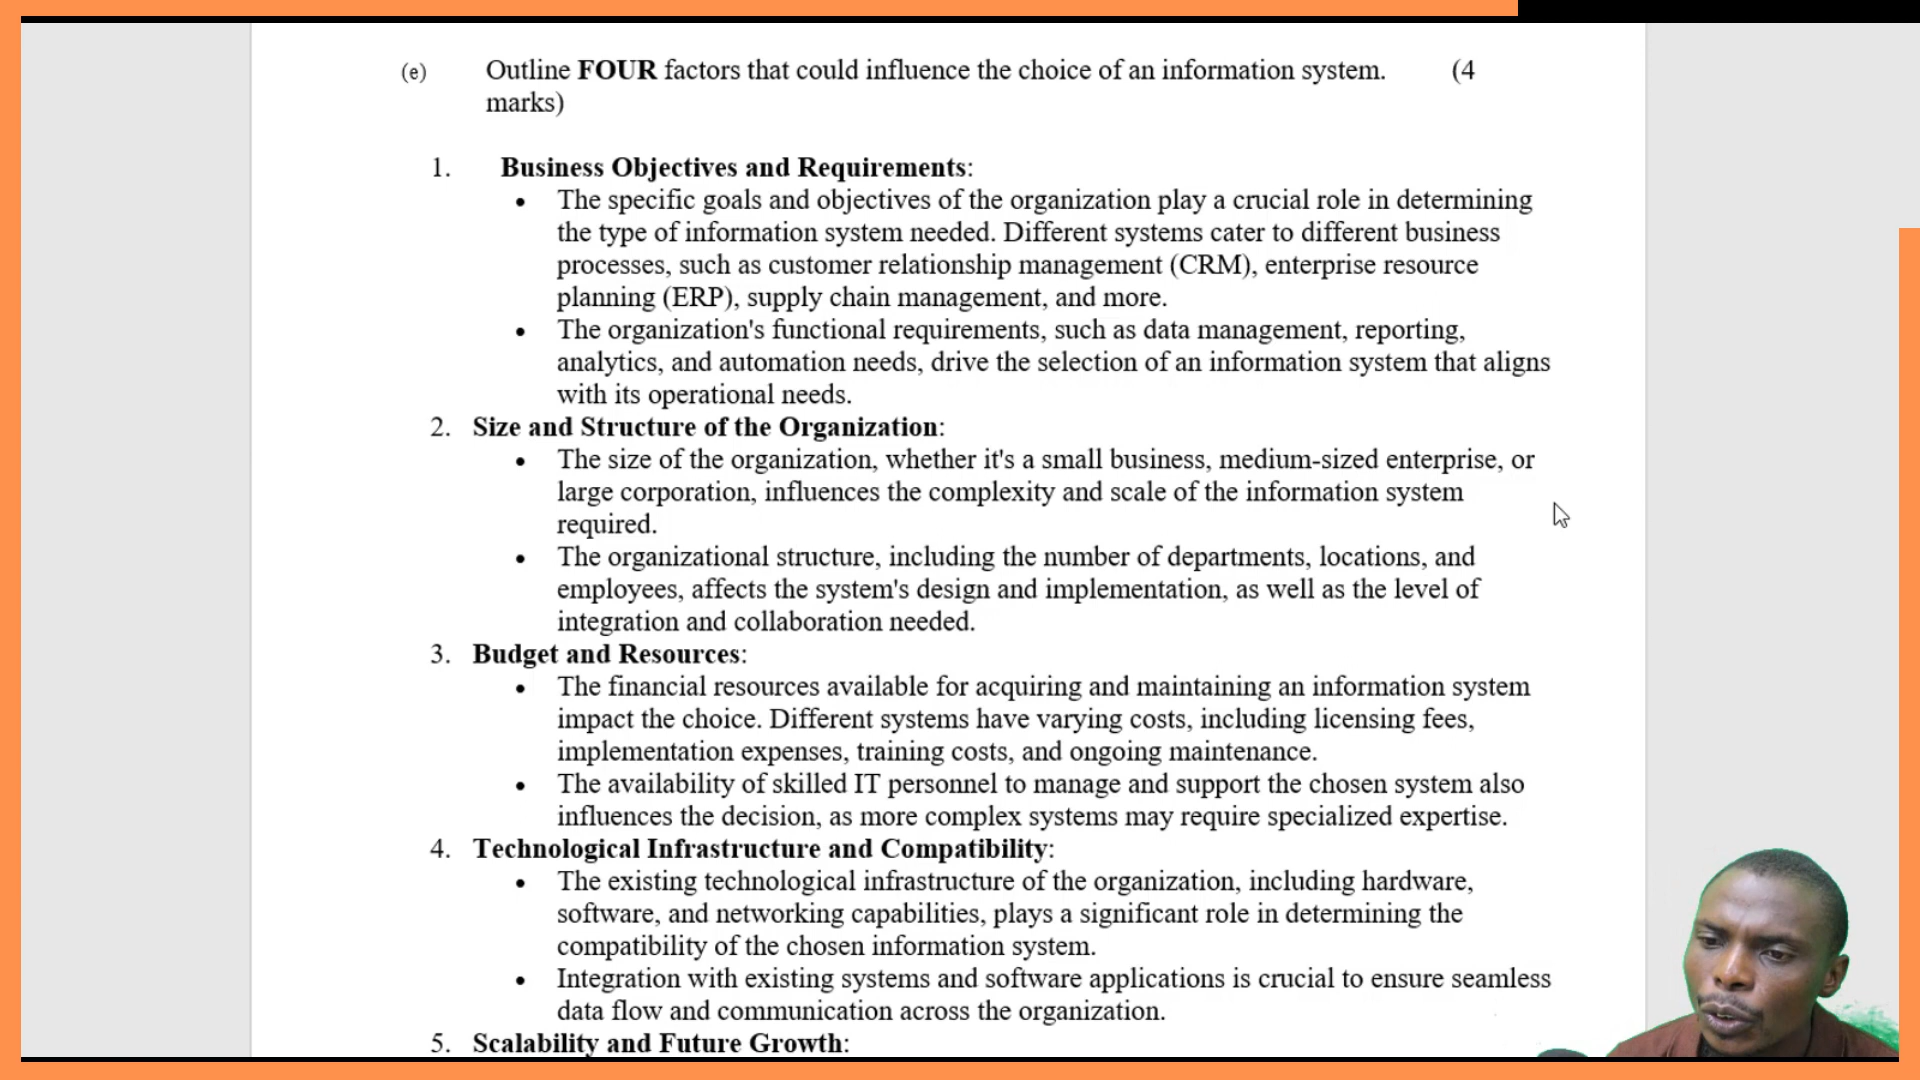 (e) Outline FOUR factors that could influence the choice of an information system. (4
marks)
1. Business Objectives and Requirements:
• The specific goals and objectives of the organization play a crucial role in determining
the type of information system needed. Different systems cater to different business
processes, such as customer relationship management (CRM), enterprise resource
planning (ERP), supply chain management, and more.
• The organization's functional requirements, such as data management, reporting,
analytics, and automation needs, drive the selection of an information system that aligns
with its operational needs.
2. Size and Structure of the Organization:
• The size of the organization, whether it's a small business, medium-sized enterprise, or
large corporation, influences the complexity and scale of the information system
required.
• The organizational structure, including the number of departments, locations, and
employees, affects the system's design and implementation, as well as the level of
integration and collaboration needed.
3. Budget and Resources:
• The financial resources available for acquiring and maintaining an information system
impact the choice. Different systems have varying costs, including licensing fees,
implementation expenses, training costs, and ongoing maintenance.
• The availability of skilled IT personnel to manage and support the chosen system also
influences the decision, as more complex systems may require specialized expertise.
4. Technological Infrastructure and Compatibility:
• The existing technological infrastructure of the organization, including hardware,
software, and networking capabilities, plays a significant role in determining the
compatibility of the chosen information system.
• Integration with existing systems and software applications is crucial to ensure seamless
data flow and communication across the organization.
5. Scalability and Future Growth: